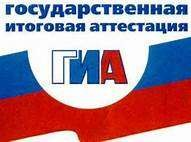 государственная
итоговая аттестация
ГИА